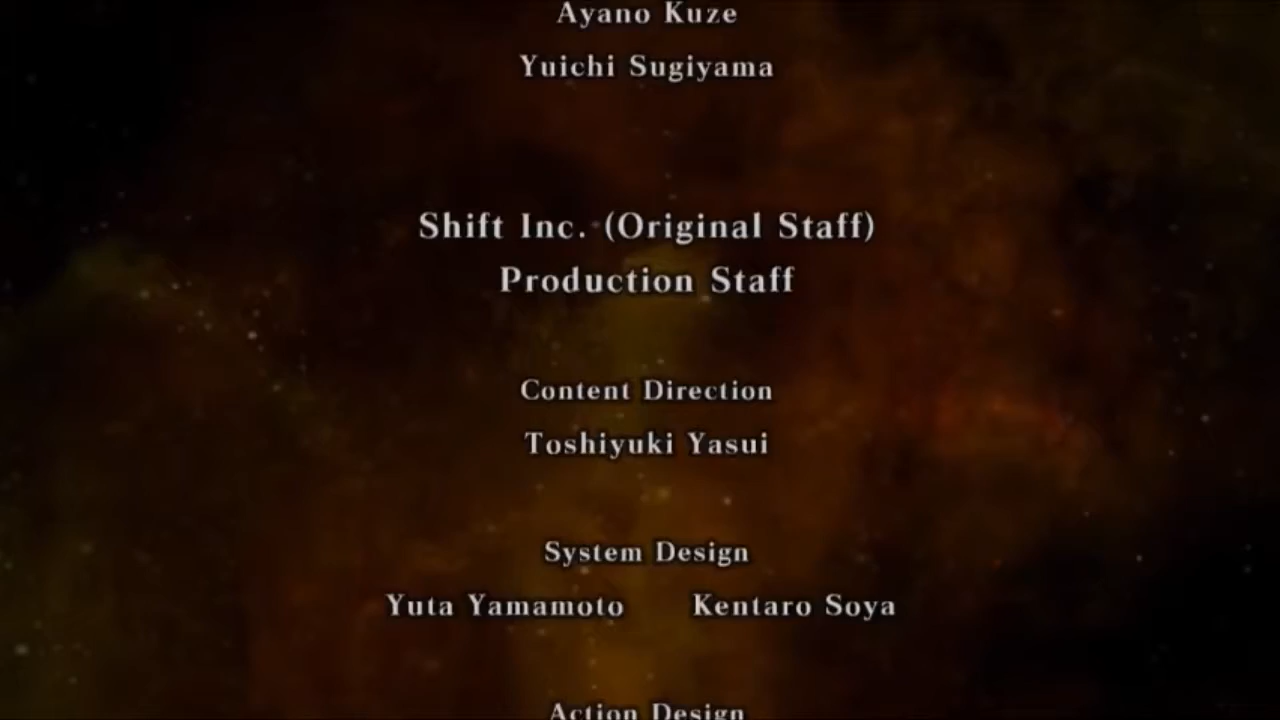 Ayano Kuze
Yuichi Sugiyama
Shift Inc. (Original Staff)
Production Staff
Content Direction
Toshiyuki Yasui
System Design
Yuta Yamamoto Kentaro Soya
Action Design